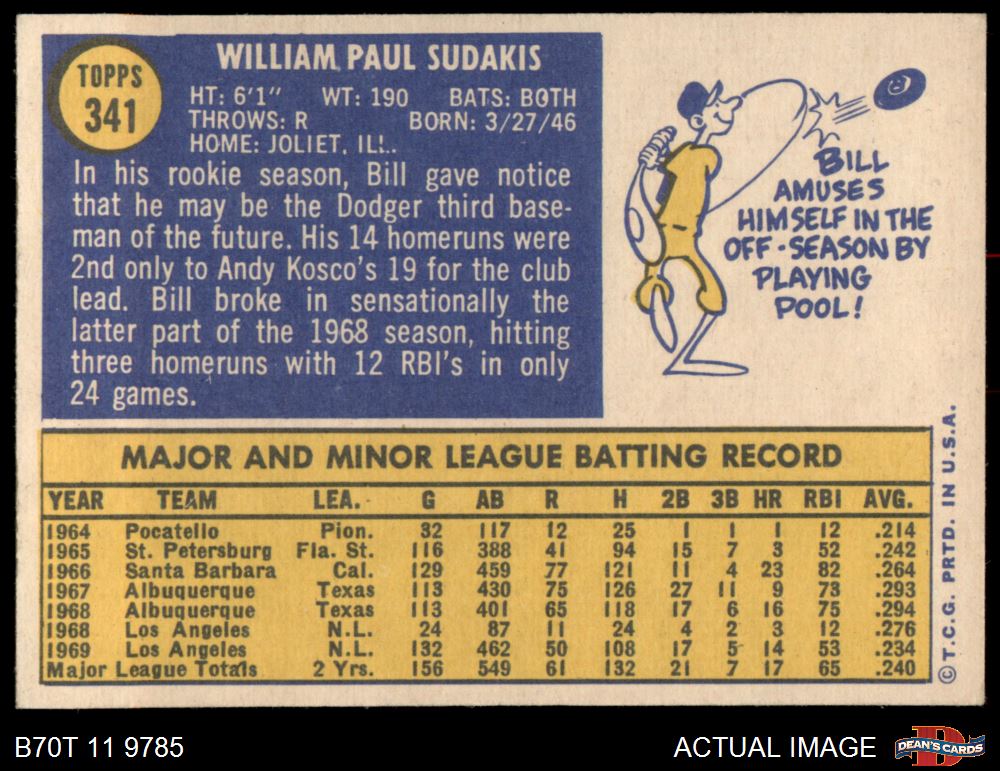 TOPPS
341
WILLIAM PAUL SUDAKIS
HT: 6'1" WT: 190 BATS: BOTH
THROWS: R BORN: 3/27/46
HOME: JOLIET, ILL.
In his rookie season, Bill gave notice
that he may be the Dodger third base-
man of the future. His 14 homeruns were
2nd only to Andy Kosco's 19 for the club
lead. Bill broke in sensationally the
latter part of the 1968 season, hitting
three homeruns with 12 RBI's in only
24 games.
BILL
AMUSES
HIMSELF IN THE
OFF-SEASON BY
PLAYING
POOL!
MAJOR AND MINOR LEAGUE BATTING RECORD
YEAR TEAM LEA. G AB R H 2B 3B HR RBI AVG.
1964 Pocatello Pion. 32 117 12 25 1 1 1 12 .214
1965 St. Petersburg Fla. St. 116 388 41 94 15 7 3 52 .242
1966 Santa Barbara Cal. 129 459 77 121 11 4 23 82 .264
1967 Albuquerque Texas 113 430 75 126 27 11 9 73 .293
1968 Albuquerque Texas 113 401 65 118 17 6 16 75 .294
1968 Los Angeles N.L. 24 87 11 24 4 2 3 12 .276
1969 Los Angeles N.L. 132 462 50 108 17 5 14 53 .234
Major League Totals 2 Yrs. 156 549 61 132 21 7 17 65 .240
© T.C.G. PRTD. IN U.S.A.
B70T 11 9785
ACTUAL IMAGE
D
DEAN'S CARDS